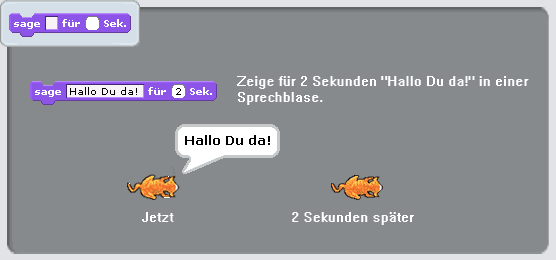 sage für Sek.
sage Hallo Du da! für 2 Sek.
Zeige für 2 Sekunden "Hallo Du da!" in einer
Sprechblase.
Hallo Du da!
Jetzt
2 Sekunden später